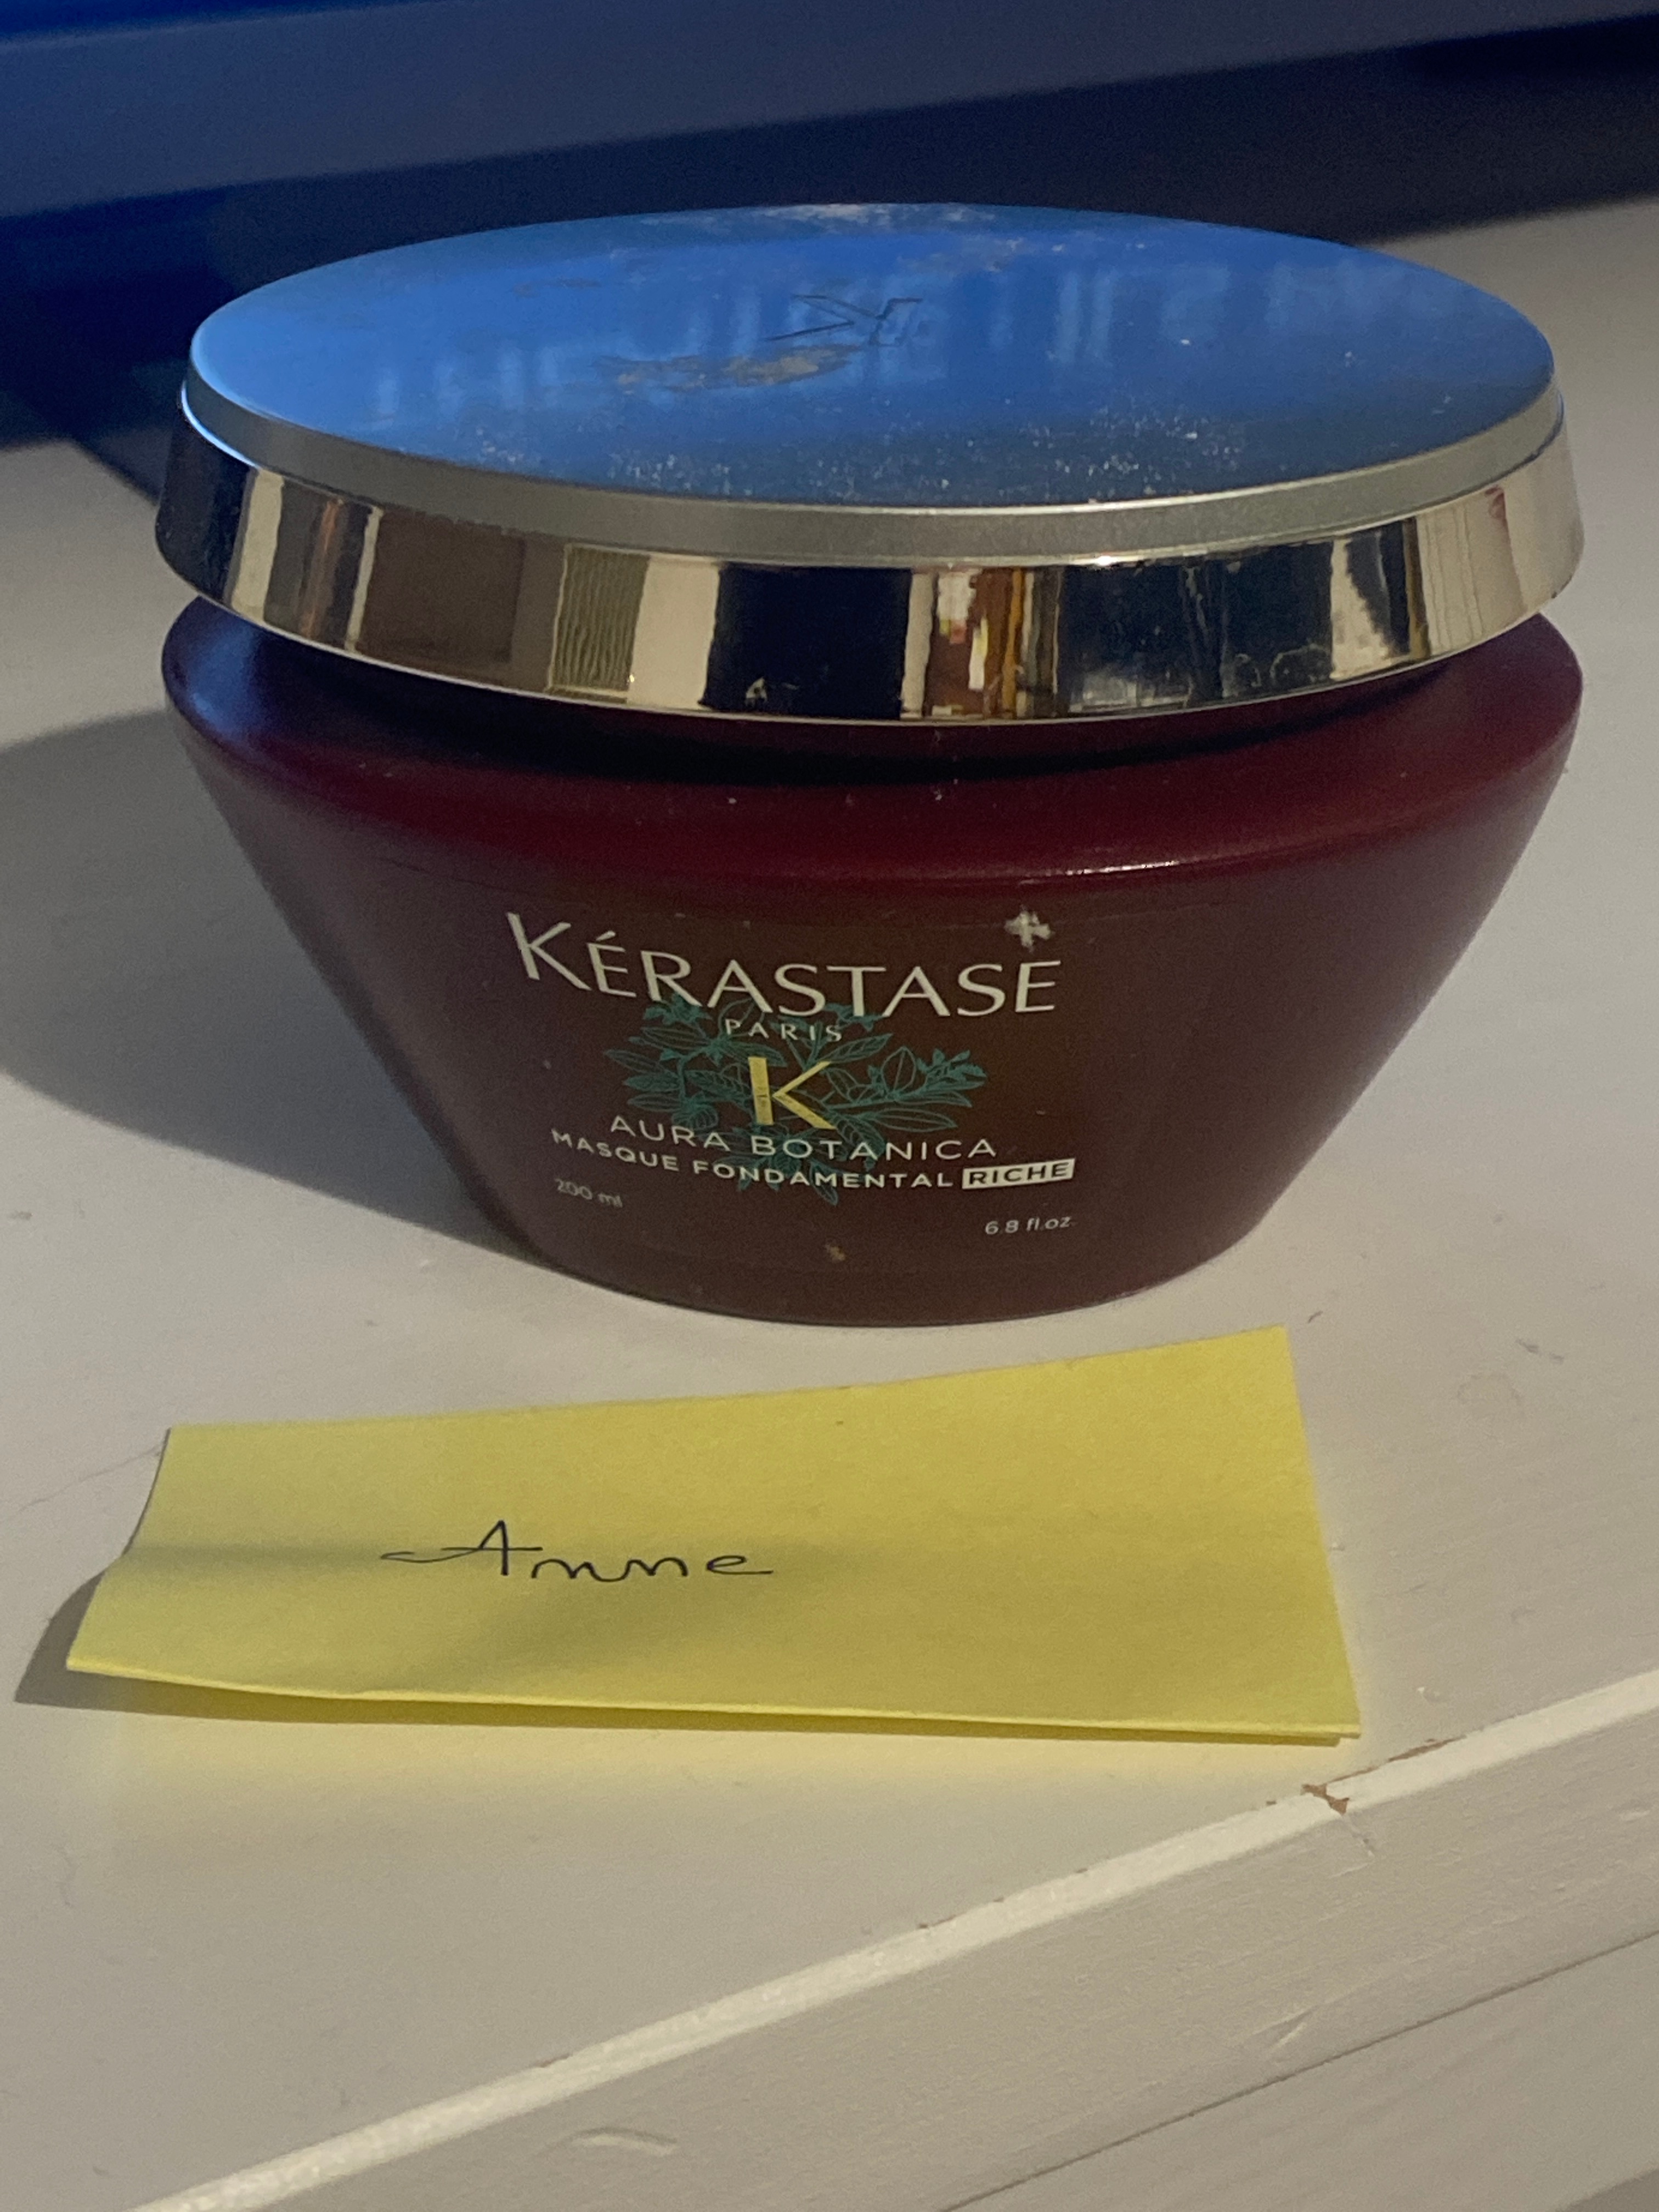 KÉRASTASE
PARIS
K
AURA BOTANICA
MASQUE FONDAMENTAL RICHE
200 ml
6.8 fl.oz.
Anne